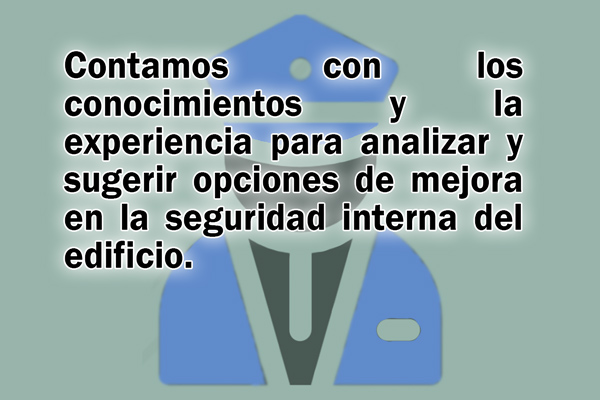 Contamos con los
conocimientos y la
experiencia para analizar y
sugerir opciones de mejora
en la seguridad interna del
edificio.